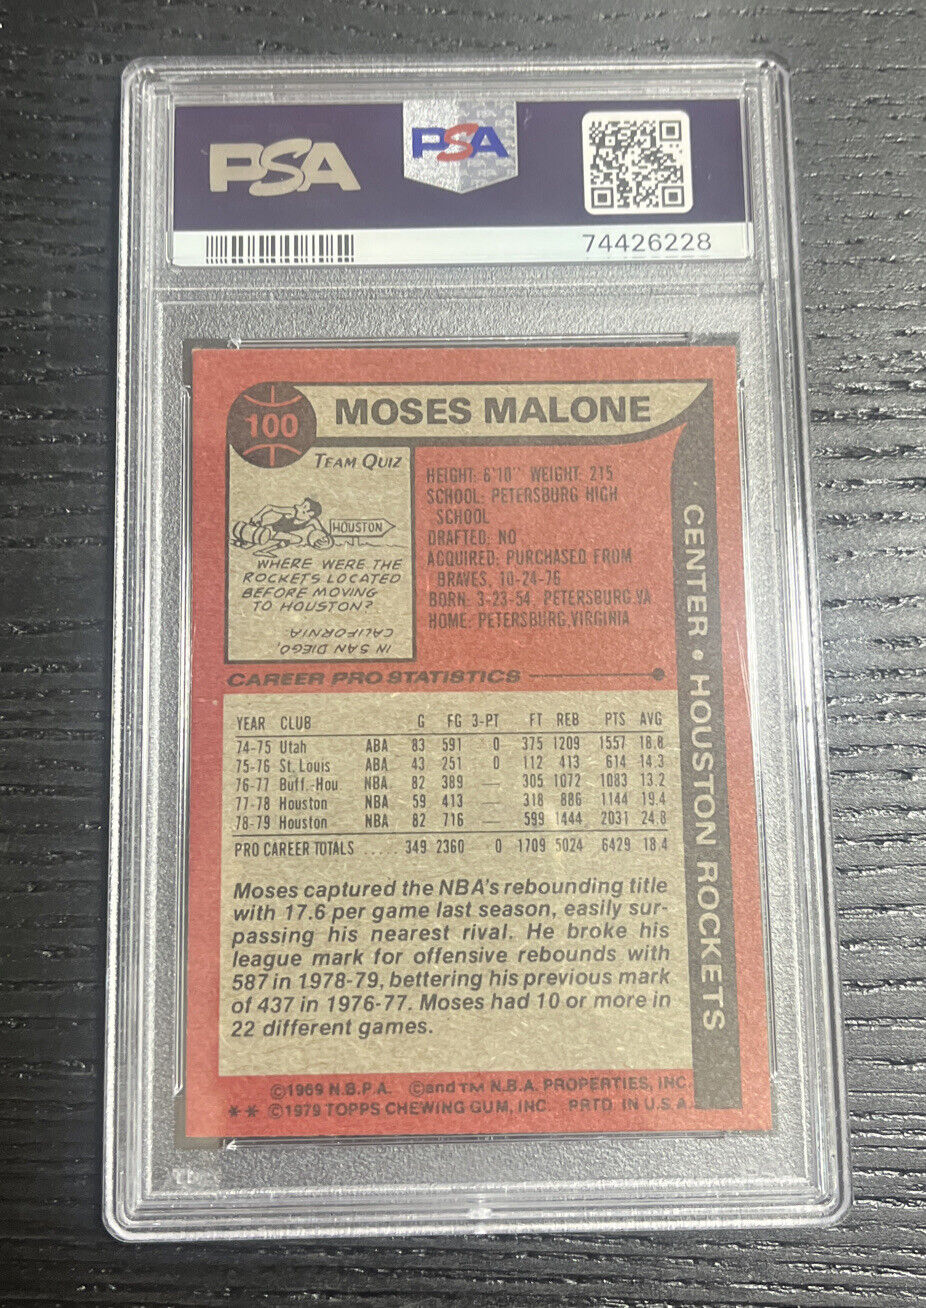 PSA
PSA
74426228
100
MOSES MALONE
TEAM QUIZ
HOUSTON
WHERE WERE THE
ROCKETS LOCATED
BEFORE MOVING
TO HOUSTON?
IN SAN DIEGO,
CALIFORNIA
HEIGHT: 6'10" WEIGHT: 215
SCHOOL: PETERSBURG HIGH
SCHOOL
DRAFTED: NO
ACQUIRED: PURCHASED FROM
BRAVES, 10-24-76
BORN: 3-23-54, PETERSBURG, VA
HOME: PETERSBURG, VIRGINIA
CENTER • HOUSTON ROCKETS
CAREER PRO STATISTICS
YEAR CLUB G FG 3-PT FT REB PTS AVG
74-75 Utah ABA 83 591 0 375 1209 1557 18.8
75-76 St. Louis ABA 43 251 0 112 413 614 14.3
76-77 Buff.-Hou NBA 82 389 — 305 1072 1083 13.2
77-78 Houston NBA 59 413 — 318 886 1144 19.4
78-79 Houston NBA 82 716 — 599 1444 2031 24.8
PRO CAREER TOTALS ..... 349 2360 0 1709 5024 6429 18.4
Moses captured the NBA's rebounding title
with 17.6 per game last season, easily sur-
passing his nearest rival. He broke his
league mark for offensive rebounds with
587 in 1978-79, bettering his previous mark
of 437 in 1976-77. Moses had 10 or more in
22 different games.
©1969 N.B.P.A. ©and TM N.B.A. PROPERTIES, INC.
** ©1979 TOPPS CHEWING GUM, INC. PRTD. IN U.S.A.